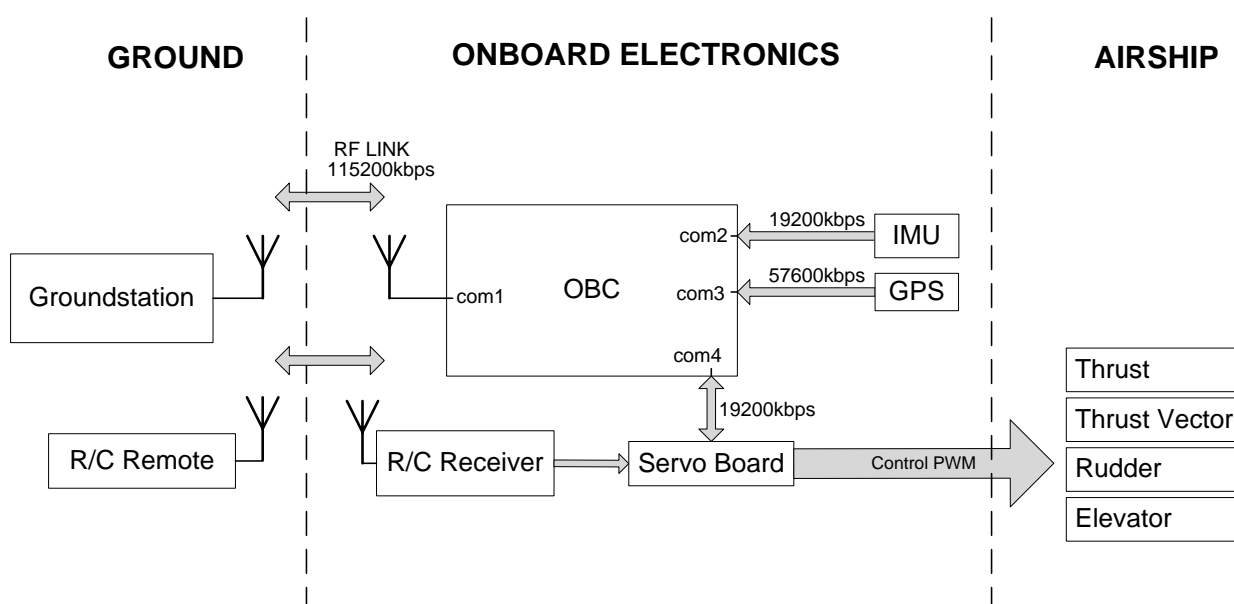 GROUND
ONBOARD ELECTRONICS
AIRSHIP
RF LINK
115200kbps
Groundstation
com1
OBC
com2
com3
com4
19200kbps
IMU
57600kbps
GPS
19200kbps
R/C Remote
R/C Receiver
Servo Board
Control PWM
Thrust
Thrust Vector
Rudder
Elevator